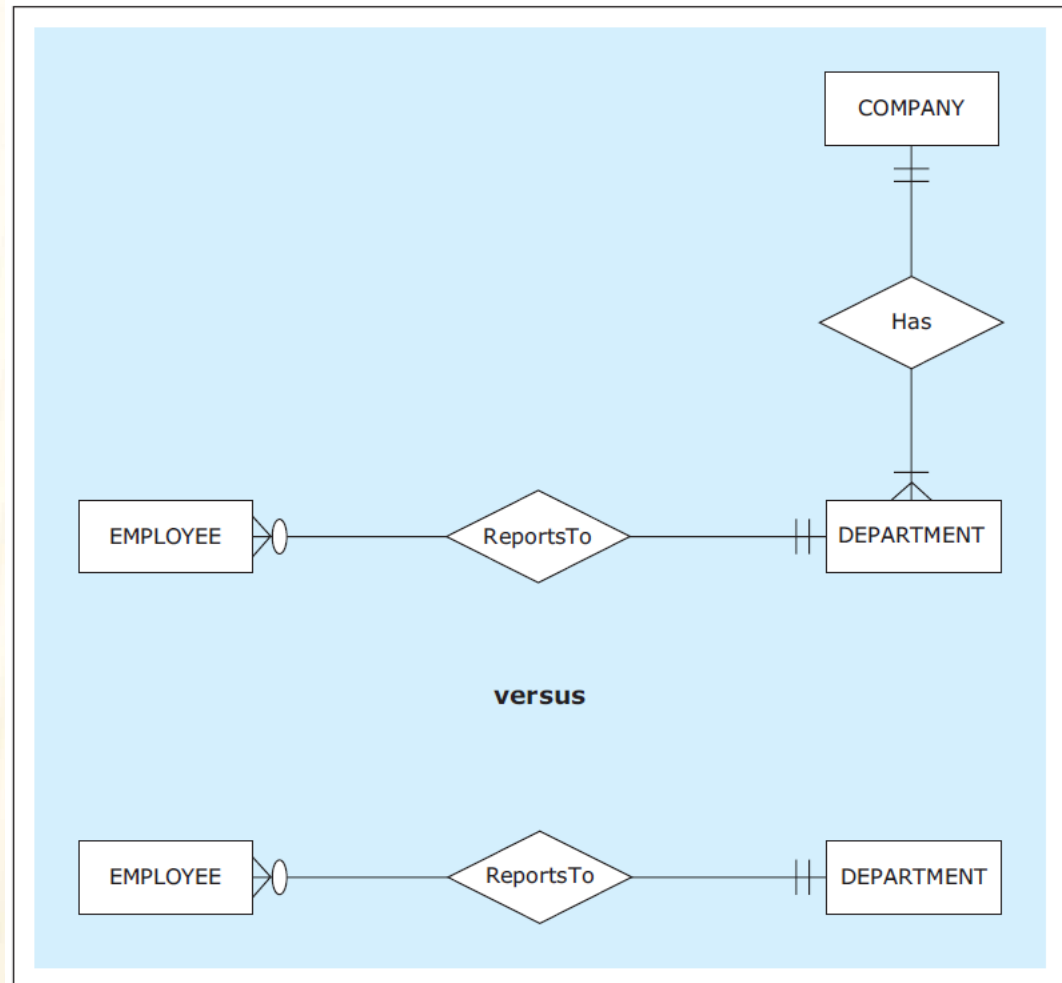 COMPANY
Has
EMPLOYEE
ReportsTo
DEPARTMENT
versus
EMPLOYEE
ReportsTo
DEPARTMENT